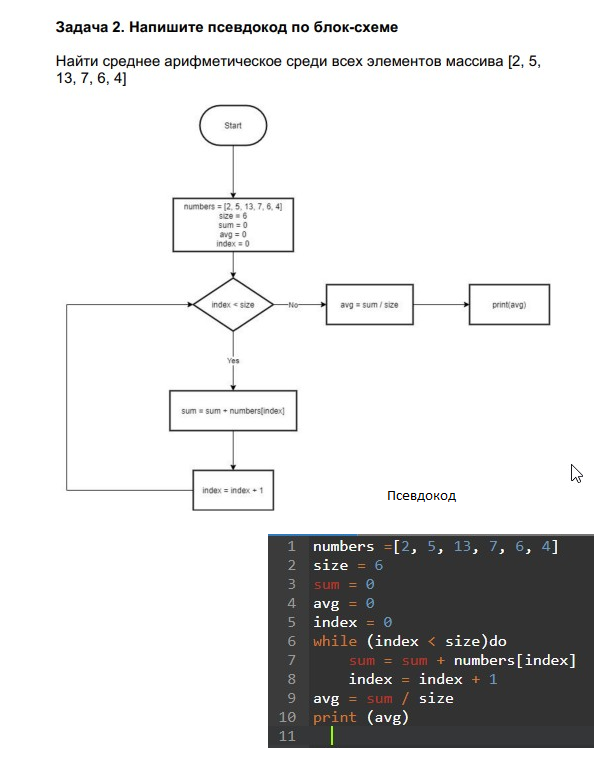 Задача 2. Напишите псевдокод по блок-схеме
Найти среднее арифметическое среди всех элементов массива [2, 5,
13, 7, 6, 4]
Start
numbers = [2, 5, 13, 7, 6, 4]
size = 6
sum = 0
avg = 0
index = 0
index < size
No
avg = sum / size
print(avg)
Yes
sum = sum + numbers[index]
index = index + 1
Псевдокод
1 numbers =[2, 5, 13, 7, 6, 4]
2 size = 6
3 sum = 0
4 avg = 0
5 index = 0
6 while (index < size)do
7 sum = sum + numbers[index]
8 index = index + 1
9 avg = sum / size
10 print (avg)
11